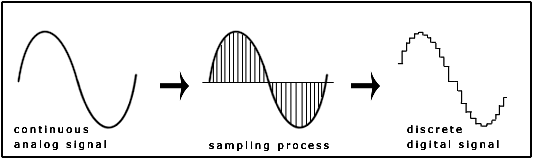 continuous
analog signal
sampling process
discrete
digital signal